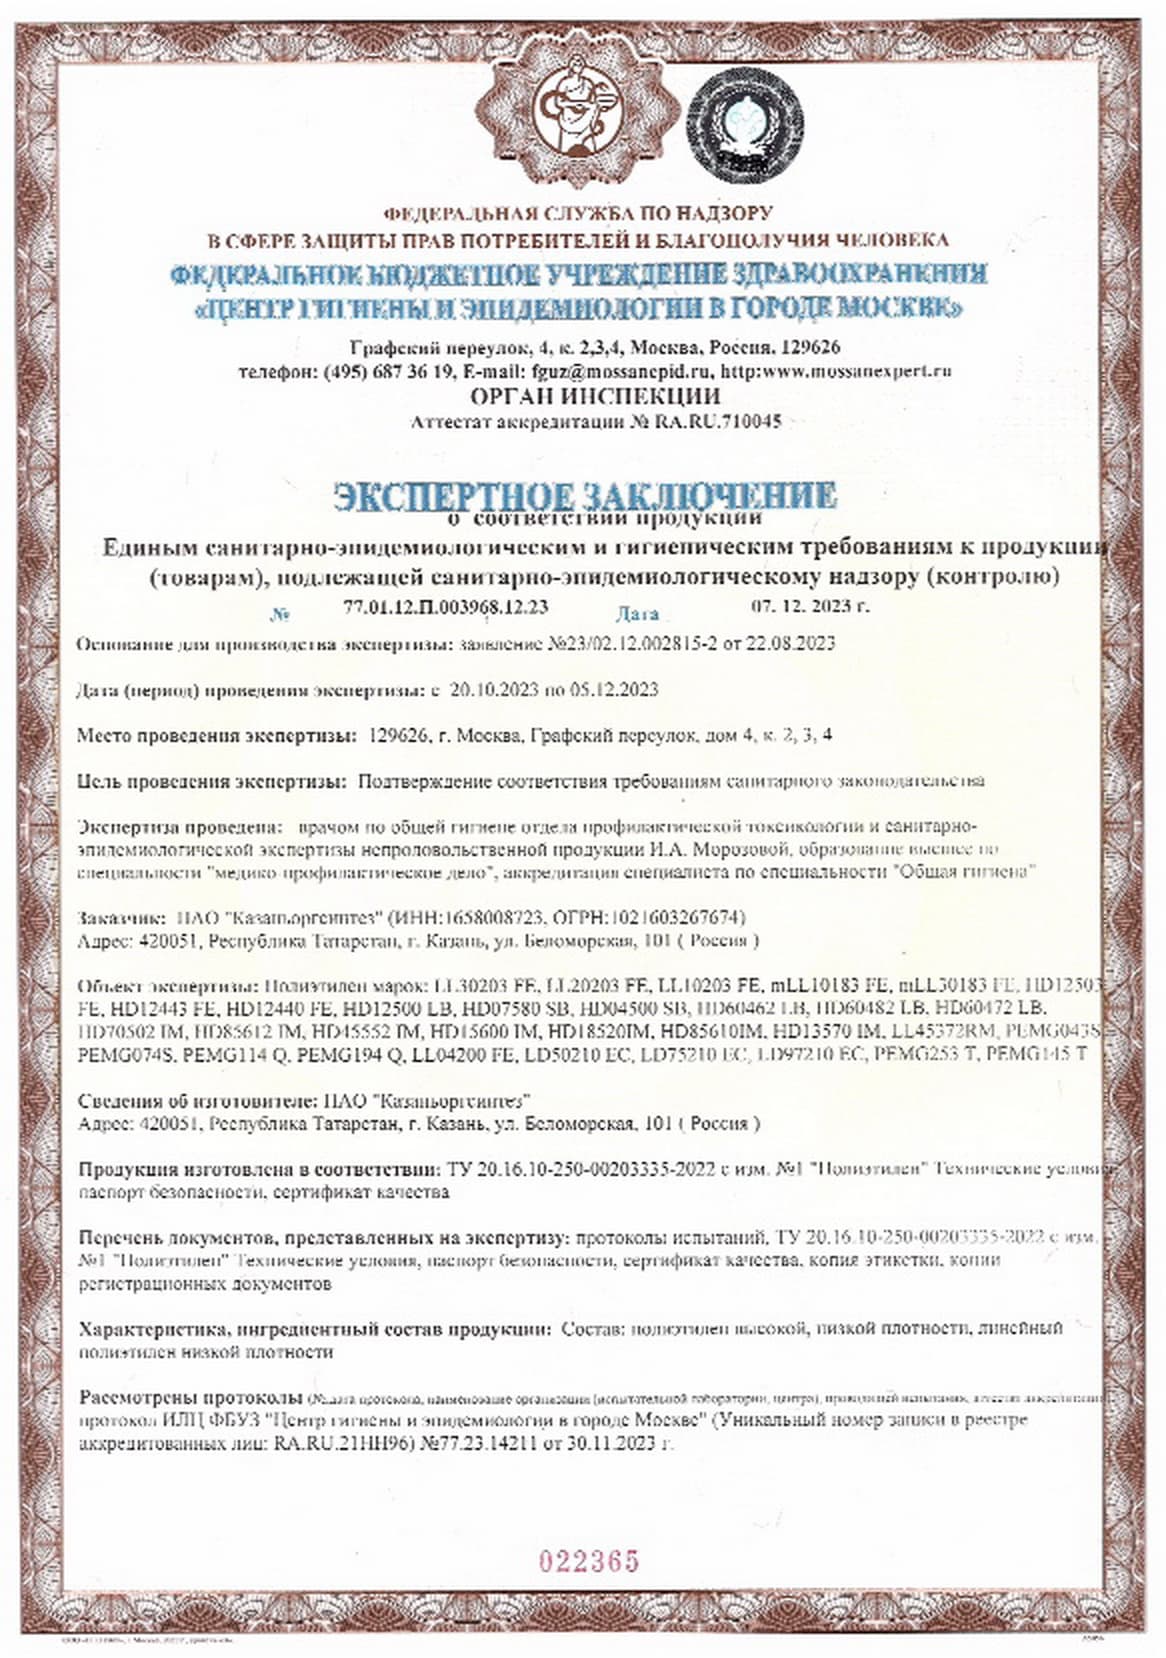 ФЕДЕРАЛЬНАЯ СЛУЖБА ПО НАДЗОРУ
В СФЕРЕ ЗАЩИТЫ ПРАВ ПОТРЕБИТЕЛЕЙ И БЛАГОПОЛУЧИЯ ЧЕЛОВЕКА
ФЕДЕРАЛЬНОЕ БЮДЖЕТНОЕ УЧРЕЖДЕНИЕ ЗДРАВООХРАНЕНИЯ
«ЦЕНТР ГИГИЕНЫ И ЭПИДЕМИОЛОГИИ В ГОРОДЕ МОСКВЕ»
Графский переулок, 4, к. 2,3,4, Москва, Россия, 129626
телефон: (495) 687 36 19, E-mail: fguz@mossanepid.ru, http:www.mossanexpert.ru
ОРГАН ИНСПЕКЦИИ
Аттестат аккредитации № RA.RU.710045
ЭКСПЕРТНОЕ ЗАКЛЮЧЕНИЕ
о соответствии продукции
Единым санитарно-эпидемиологическим и гигиеническим требованиям к продукции
(товарам), подлежащей санитарно-эпидемиологическому надзору (контролю)
№ 77.01.12.П.003968.12.23 Дата 07. 12. 2023 г.
Основание для производства экспертизы: заявление №23/02.12.002815-2 от 22.08.2023
Дата (период) проведения экспертизы: с 20.10.2023 по 05.12.2023
Место проведения экспертизы: 129626, г. Москва, Графский переулок, дом 4, к. 2, 3, 4
Цель проведения экспертизы: Подтверждение соответствия требованиям санитарного законодательства
Экспертиза проведена: врачом по общей гигиене отдела профилактической токсикологии и санитарно-
эпидемиологической экспертизы непродовольственной продукции И.А. Морозовой, образование высшее по
специальности "медико-профилактическое дело", аккредитация специалиста по специальности "Общая гигиена"
Заказчик: ПАО "Казаньоргсинтез" (ИНН:1658008723, ОГРН:1021603267674)
Адрес: 420051, Республика Татарстан, г. Казань, ул. Беломорская, 101 ( Россия )
Объект экспертизы: Полиэтилен марок: LL30203 FE, LL20203 FE, LL10203 FE, mLL10183 FE, mLL30183 FE, HD12503
FE, HD12443 FE, HD12440 FE, HD12500 LB, HD07580 SB, HD04500 SB, HD60462 LB, HD60482 LB, HD60472 LB,
HD70502 IM, HD85612 IM, HD45552 IM, HD15600 IM, HD18520IM, HD85610IM, HD13570 IM, LL45372RM, PEMG043S
PEMG074S, PEMG114 Q, PEMG194 Q, LL04200 FE, LD50210 EC, LD75210 EC, LD97210 EC, PEMG253 T, PEMG145 T
Сведения об изготовителе: ПАО "Казаньоргсинтез"
Адрес: 420051, Республика Татарстан, г. Казань, ул. Беломорская, 101 ( Россия )
Продукция изготовлена в соответствии: ТУ 20.16.10-250-00203335-2022 с изм. №1 "Полиэтилен" Технические условия
паспорт безопасности, сертификат качества
Перечень документов, представленных на экспертизу: протоколы испытаний, ТУ 20.16.10-250-00203335-2022 с изм.
№1 "Полиэтилен" Технические условия, паспорт безопасности, сертификат качества, копия этикетки, копии
регистрационных документов
Характеристика, ингредиентный состав продукции: Состав: полиэтилен высокой, низкой плотности, линейный
полиэтилен низкой плотности
Рассмотрены протоколы (№,дата протокола, наименование организации (испытательной лаборатории, центра), проводившей испытания, аттестат аккредитации)
протокол ИЛЦ ФБУЗ "Центр гигиены и эпидемиологии в городе Москве" (Уникальный номер записи в реестре
аккредитованных лиц: RA.RU.21НН96) №77.23.14211 от 30.11.2023 г.
022365